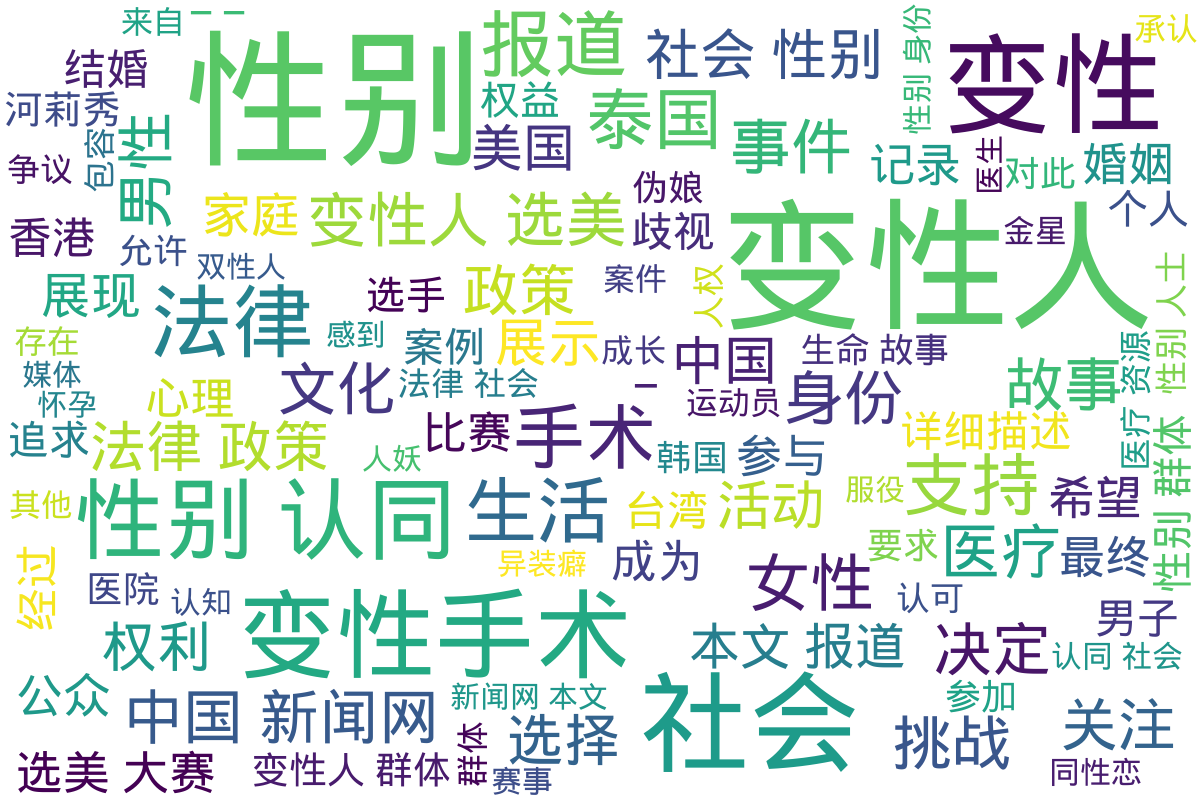 来自 一 一
性别
报道
社会 性别
性别 身份
变性
承认
结婚
河莉秀
权益
美国
泰国
事件
记录
医生
对此
婚姻
争议
包容
男性
家庭
变性人 选美
伪娘
歧视
变性人
金星
个人
香港
允许
双性人
展现
法律
选手
政策
案件
人权
性别 人士
存在
感到
案例
展示
成长
中国
生命 故事
媒体
怀孕
心理
文化
法律 社会
一
运动员
身份
故事
医疗 资源
追求
法律 政策
人妖
比赛
手术
韩国
参与
详细描述
性别 群体
其他
性别 认同
生活
台湾
活动
服役
支持
希望
经过
医院
认知
异装癖
成为
女性
要求
医疗
最终
认可
权利
变性手术
本文 报道
决定
男子
认同 社会
公众
中国 新闻网
新闻网 本文
选择
社会
参加
挑战
关注
选美 大赛
变性人 群体
群体
赛事
同性恋